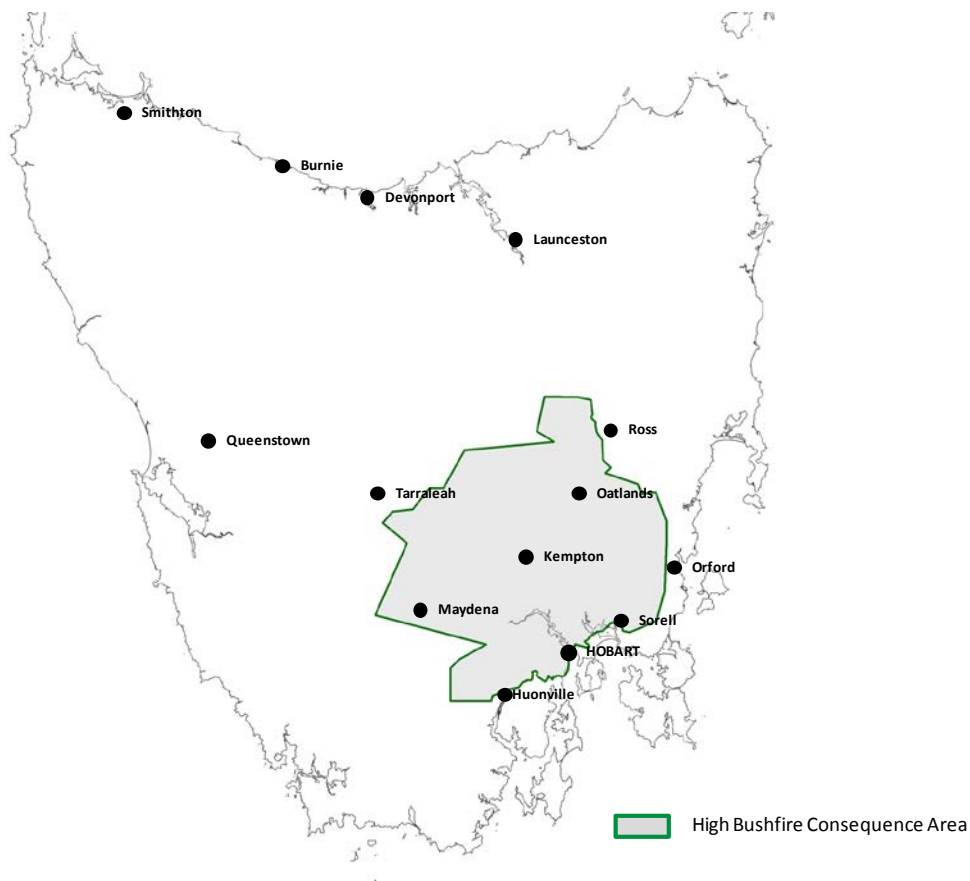 Smithton
Burnie
Devonport
Launceston
Ross
Queenstown
Tarraleah
Oatlands
Kempton
Orford
Maydena
Sorell
HOBART
Huonville
High Bushfire Consequence Area